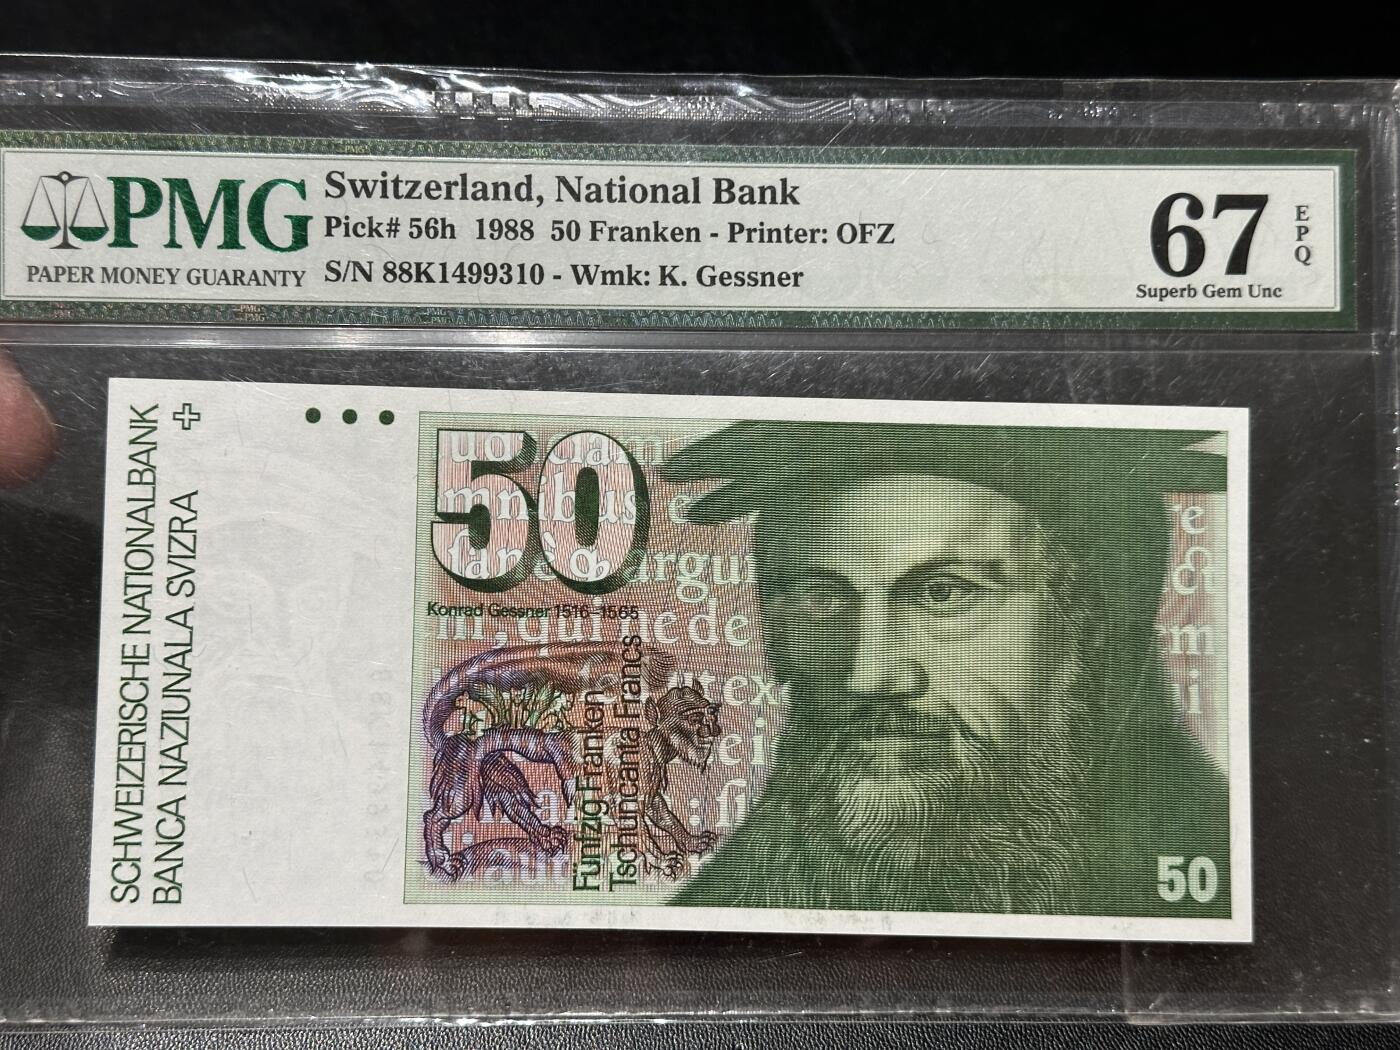 PMG
PAPER MONEY GUARANTY
Switzerland, National Bank
Pick# 56h 1988 50 Franken - Printer: OFZ
S/N 88K1499310 - Wmk: K. Gessner
67
EPQ
Superb Gem Unc
SCHWEIZERISCHE NATIONALBANK
BANCA NAZIUNALA SVIZRA
50
Konrad Gessner 1516–1565
Fünfzig Franken
Tschuncanta Francs
50